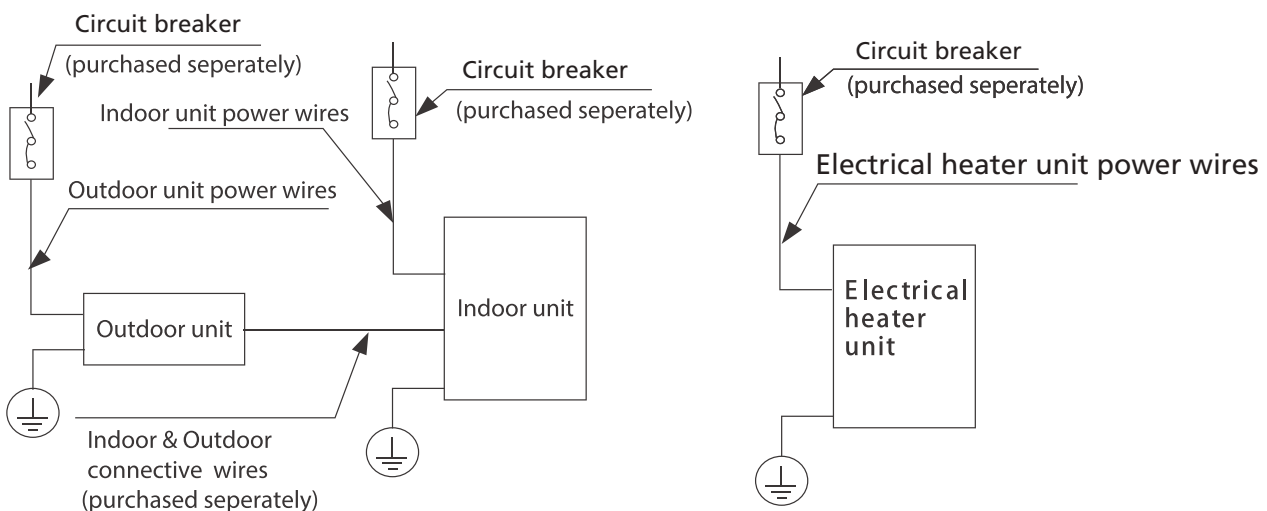 Circuit breaker
(purchased seperately)
Indoor unit power wires
Outdoor unit power wires
Outdoor unit
Indoor & Outdoor
connective wires
(purchased seperately)
Circuit breaker
(purchased seperately)
Indoor unit
Circuit breaker
(purchased seperately)
Electrical heater unit power wires
Electrical
heater
unit